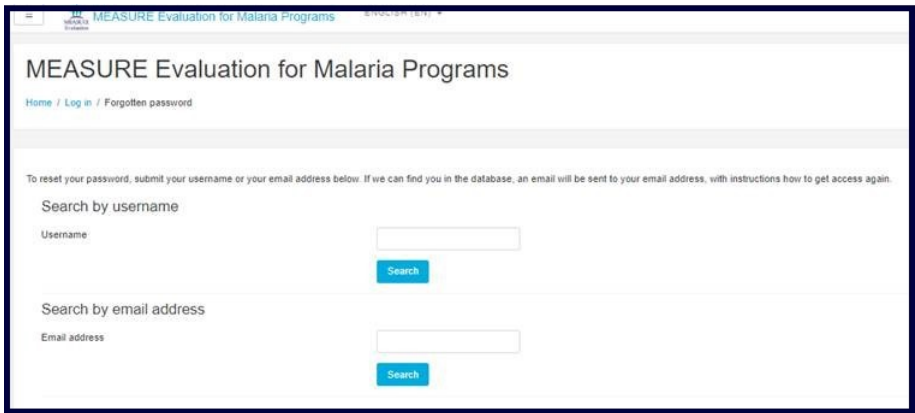 MEASURE Evaluation for Malaria Programs ENGLISH (EN)
MEASURE
Evaluation
MEASURE Evaluation for Malaria Programs
Home / Log in / Forgotten password
To reset your password, submit your username or your email address below. If we can find you in the database, an email will be sent to your email address, with instructions how to get access again.
Search by username
Username
Search
Search by email address
Email address
Search